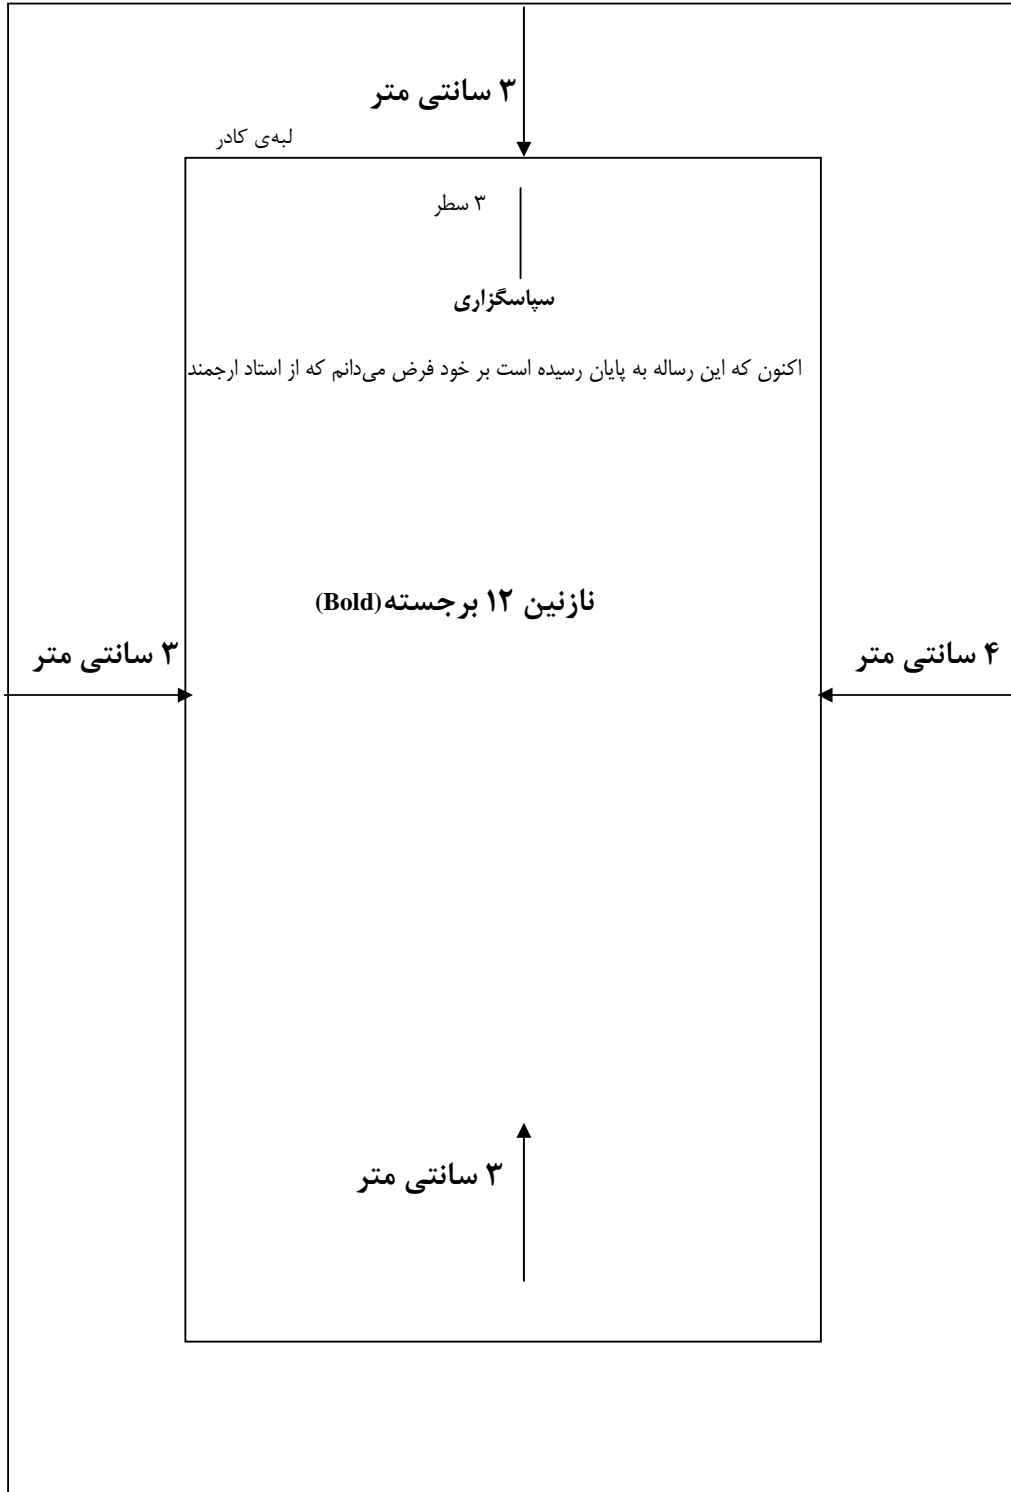 ۳ سانتی متر
لبه‌ی کادر
۳ سطر
سپاسگزاری
اکنون که این رساله به پایان رسیده است بر خود فرض می‌دانم که از استاد ارجمند
نازنین ۱۲ برجسته(Bold)
۴ سانتی متر
۳ سانتی متر
۳ سانتی متر